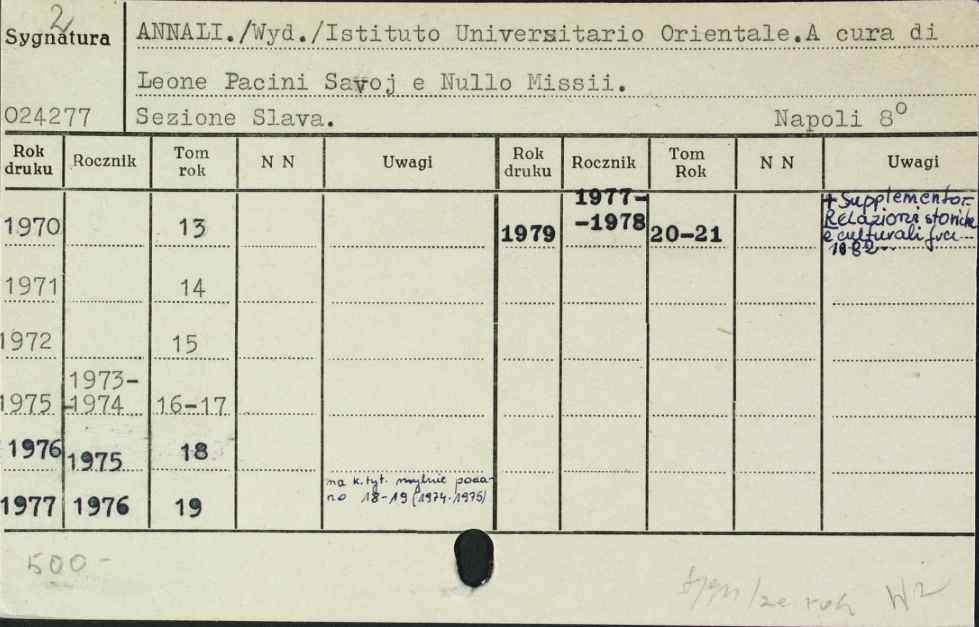 2
Sygnatura
ANNALI./Wyd./Istituto Universitario Orientale.A cura di
Leone Pacini Savoj e Nullo Missii.
024277 Sezione Slava. Napoli 8°
Rok druku Rocznik Tom rok N N Uwagi Rok druku Rocznik Tom Rok N N Uwagi
1970 13 1979 1977--1978 20-21 + Supplemento:
Relazioni storiche
e culturali fra...
1982...
1971 14
1972 15
1975 1973--1974 16-17
1976 1975 18
1977 1976 19 na k. tyt. mylnie poda-
no 18-19 (1974-1975)
500-
W2